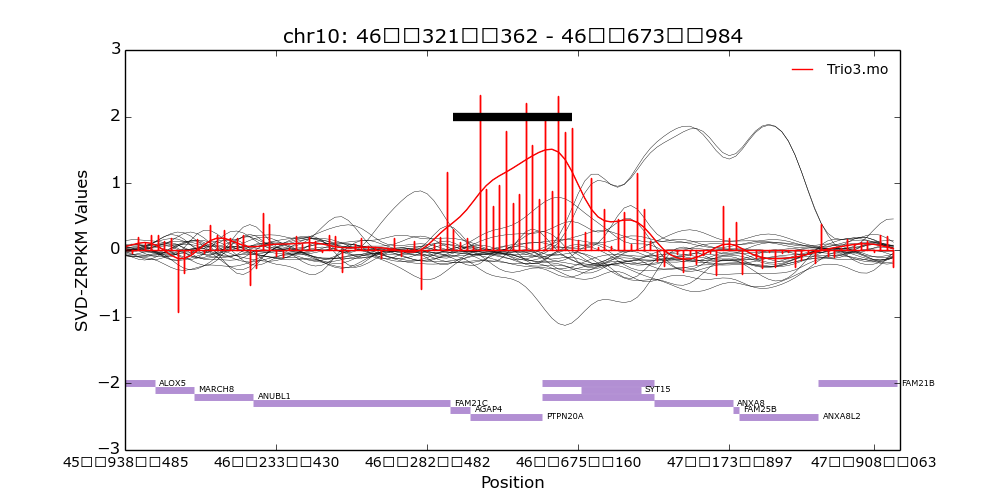 chr10: 46□□321□□362 - 46□□673□□984
Trio3.mo
SVD-ZRPKM Values
3
2
1
0
−1
−2
−3
ALOX5
MARCH8
ANUBL1
FAM21C
AGAP4
PTPN20A
SYT15
ANXA8
FAM25B
ANXA8L2
FAM21B
45□□938□□485 46□□233□□430 46□□282□□482 46□□675□□160 47□□173□□897 47□□908□□063
Position